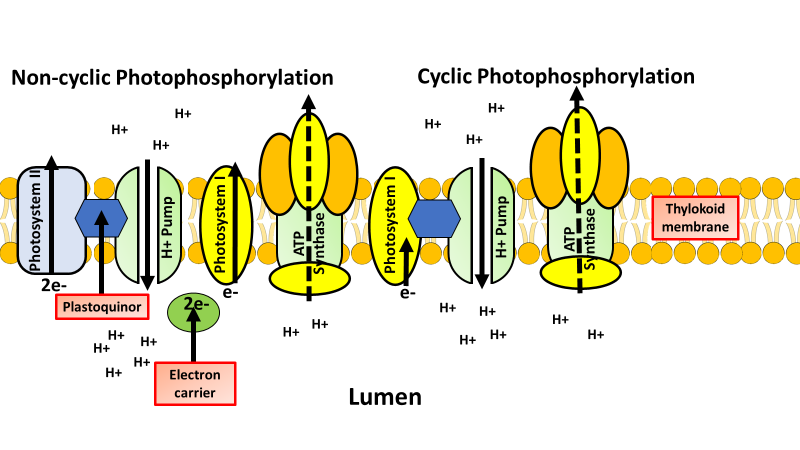 Non-cyclic Photophosphorylation
Cyclic Photophosphorylation
H+
H+
H+
H+
H+
H+
Photosystem II
H+ Pump
Photosystem I
ATP
Synthase
Photosystem I
H+ Pump
ATP
Synthase
Thylokoid
membrane
2e-
e-
e-
Plastoquinor
2e-
H+
H+
H+
H+
H+
H+
H+
H+
H+
H+
H+
H+
H+
Electron
carrier
Lumen